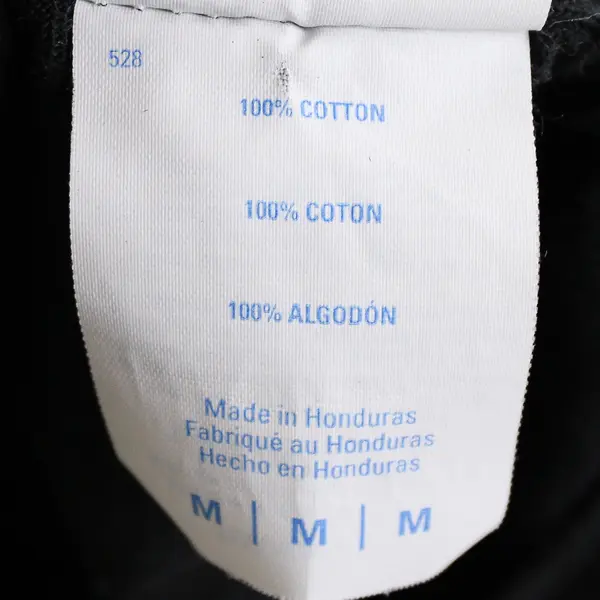 528
100% COTTON
100% COTON
100% ALGODÓN
Made in Honduras
Fabriqué au Honduras
Hecho en Honduras
M | M | M